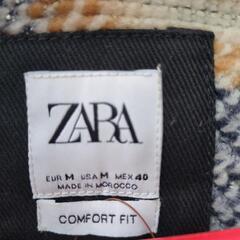 ZARA
EUR M USA M MEX 40
MADE IN MOROCCO
COMFORT FIT